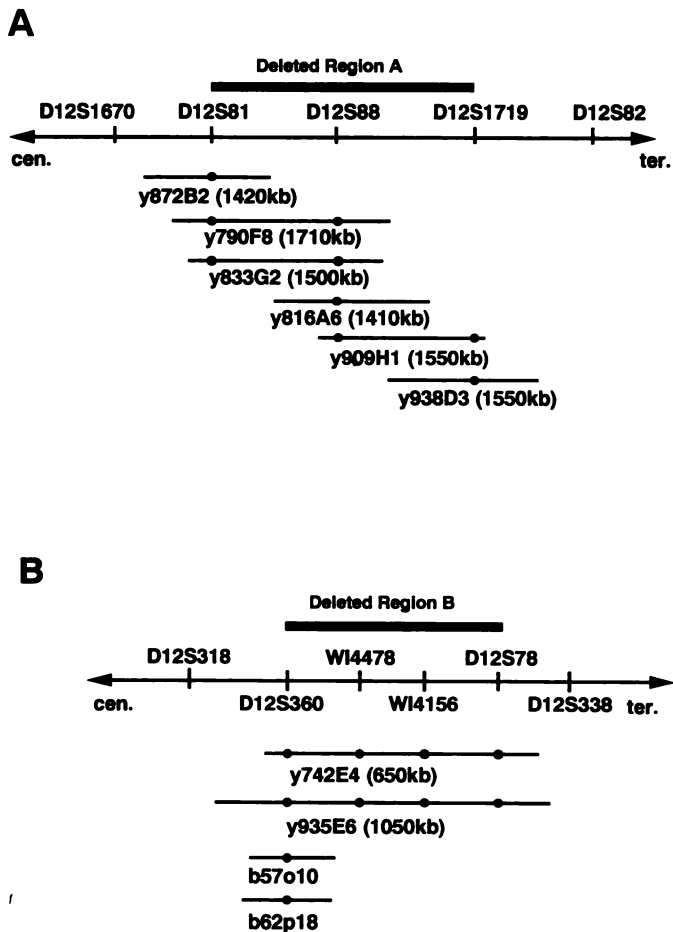 A
Deleted Region A
D12S1670 D12S81 D12S88 D12S1719 D12S82
cen. ter.
y872B2 (1420kb)
y790F8 (1710kb)
y833G2 (1500kb)
y816A6 (1410kb)
y909H1 (1550kb)
y938D3 (1550kb)
B
Deleted Region B
D12S318 WI4478 D12S78
cen. D12S360 WI4156 D12S338 ter.
y742E4 (650kb)
y935E6 (1050kb)
b57o10
b62p18